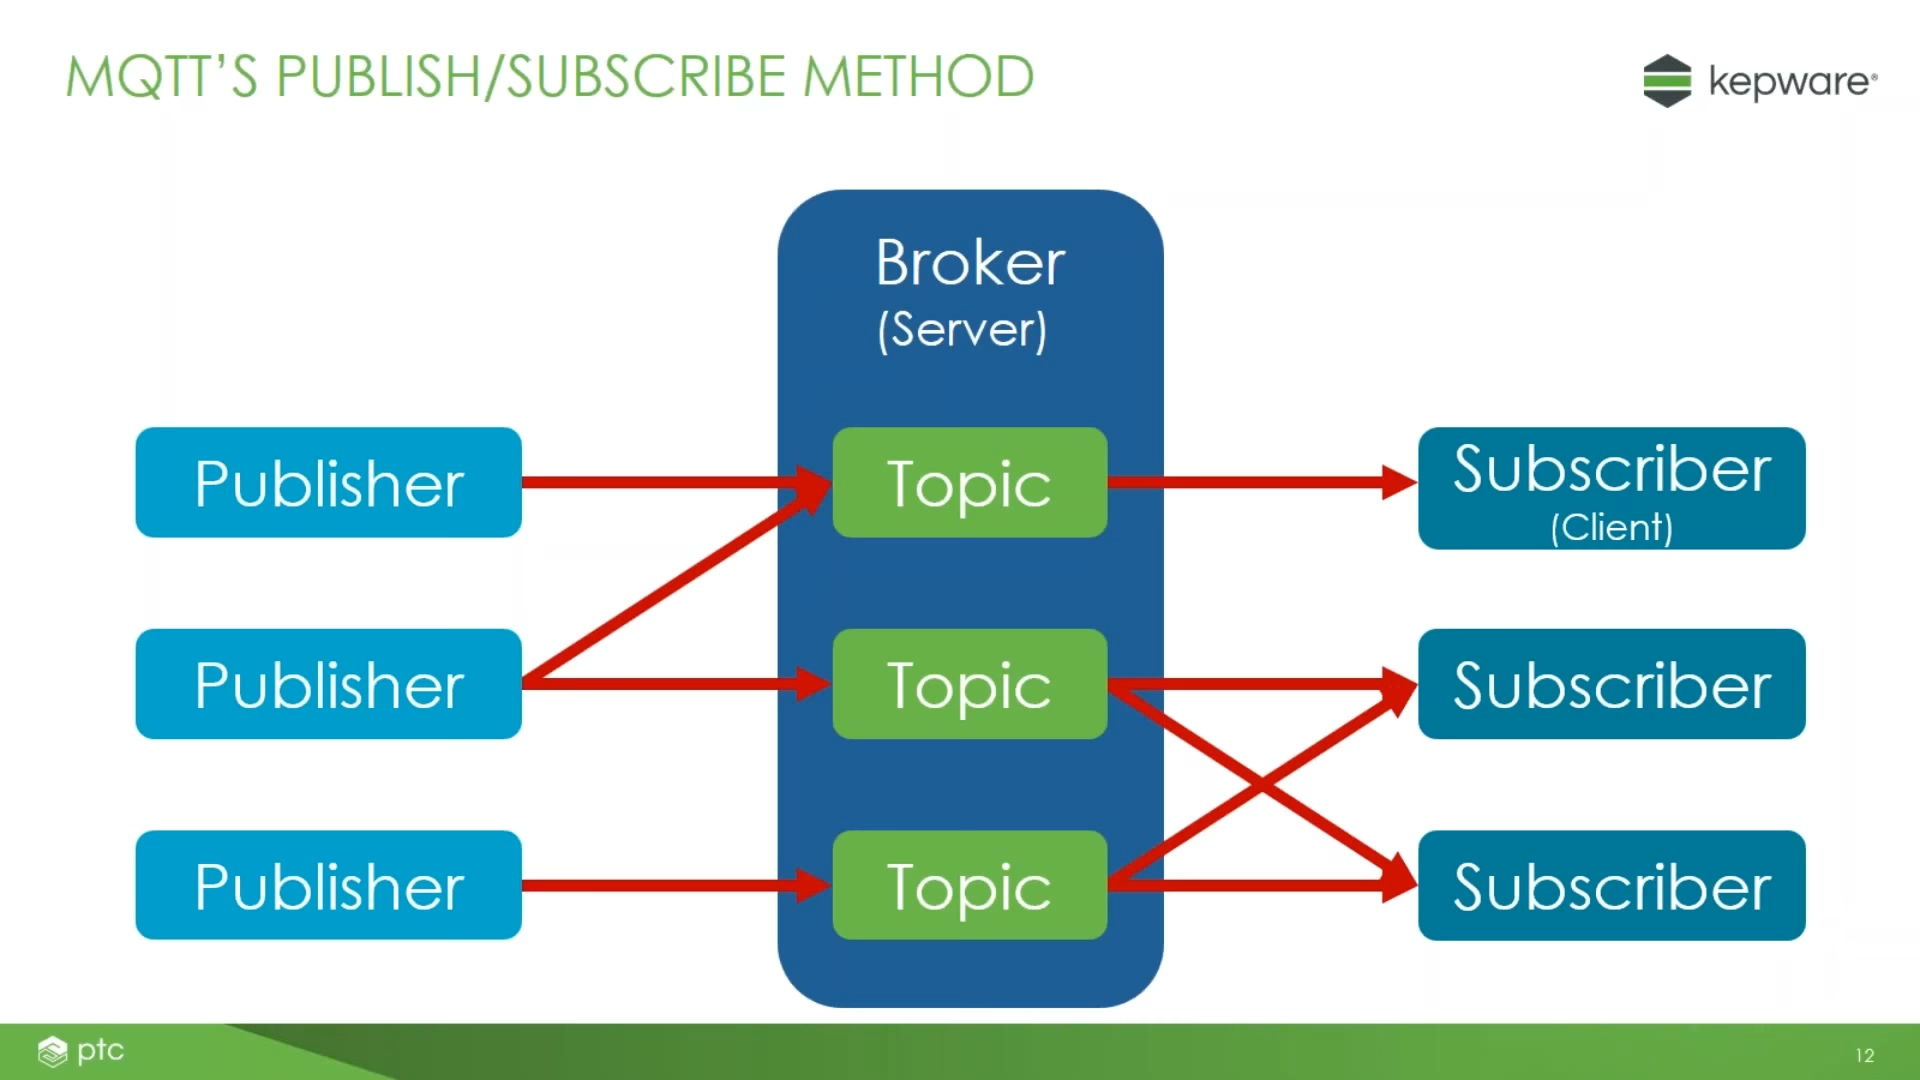 MQTT’S PUBLISH/SUBSCRIBE METHOD
kepware®
Broker
(Server)
Publisher
Topic
Subscriber
(Client)
Publisher
Topic
Subscriber
Publisher
Topic
Subscriber
ptc
12